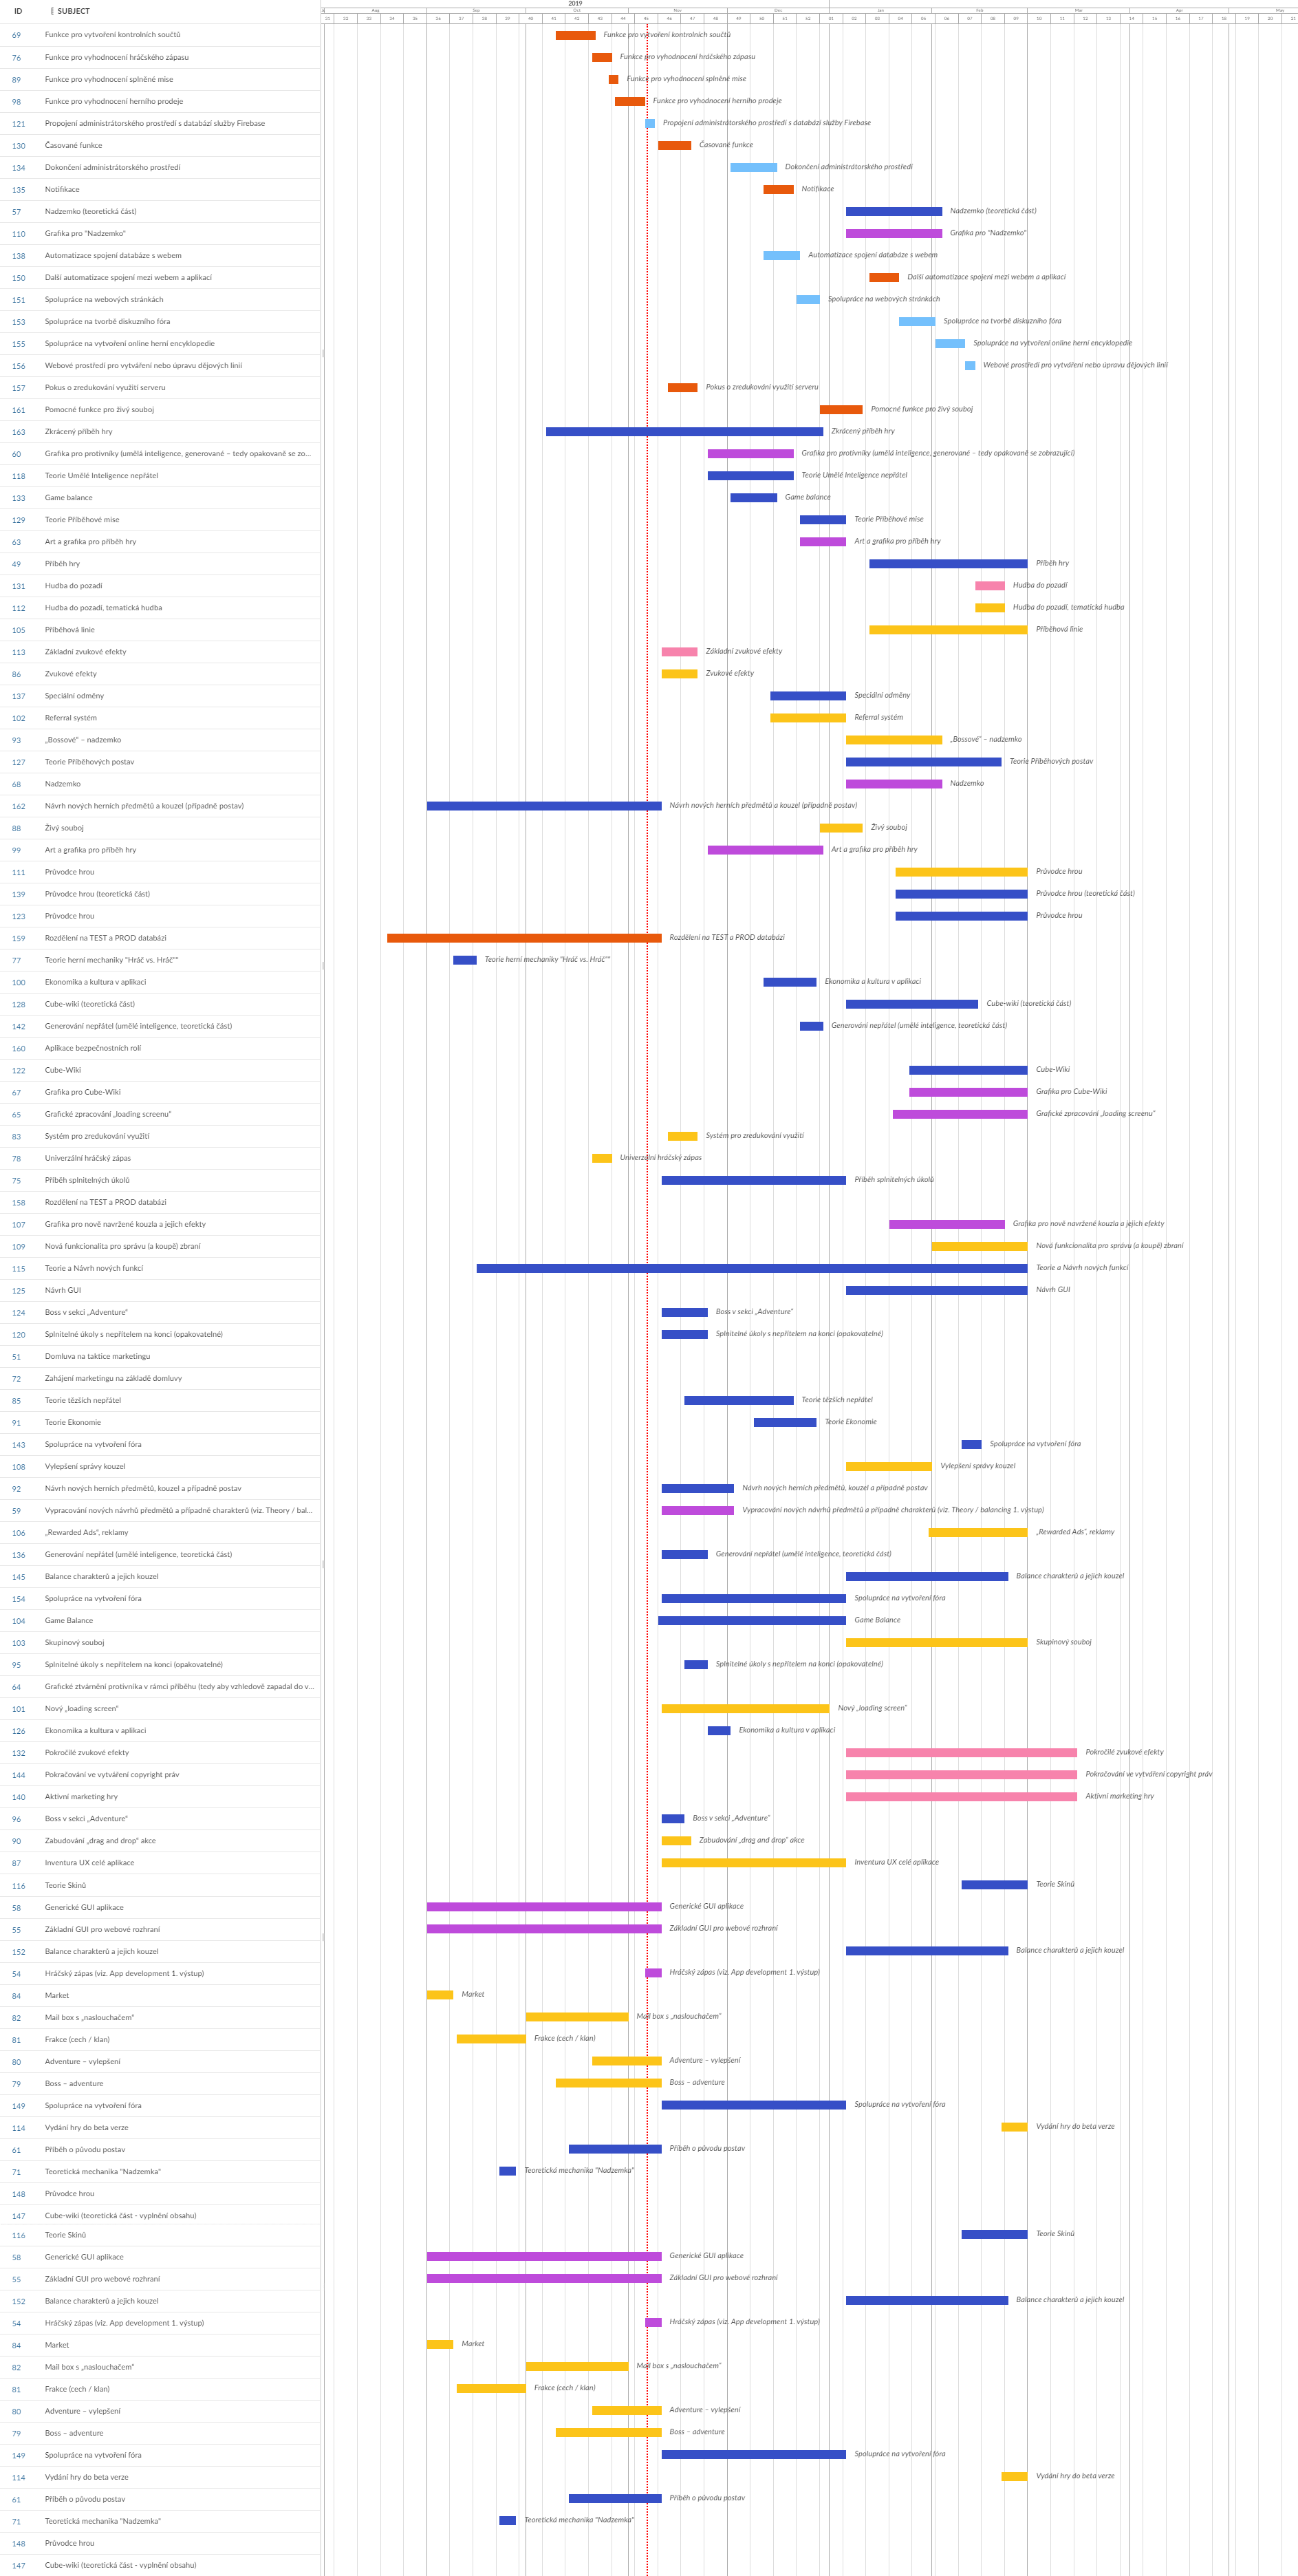 2019
ID SUBJECT Aug Sep Oct Nov Dec Jan Feb Mar Apr May
31 32 33 34 35 36 37 38 39 40 41 42 43 44 45 46 47 48 49 50 51 52 01 02 03 04 05 06 07 08 09 10 11 12 13 14 15 16 17 18 19 20 21
69 Funkce pro vytvoření kontrolních součtů Funkce pro vytvoření kontrolních součtů
76 Funkce pro vyhodnocení hráčského zápasu Funkce pro vyhodnocení hráčského zápasu
89 Funkce pro vyhodnocení splněné mise Funkce pro vyhodnocení splněné mise
98 Funkce pro vyhodnocení herního prodeje Funkce pro vyhodnocení herního prodeje
121 Propojení administrátorského prostředí s databází služby Firebase Propojení administrátorského prostředí s databází služby Firebase
130 Časované funkce Časované funkce
134 Dokončení administrátorského prostředí Dokončení administrátorského prostředí
135 Notifikace Notifikace
57 Nadzemko (teoretická část) Nadzemko (teoretická část)
110 Grafika pro "Nadzemko" Grafika pro "Nadzemko"
138 Automatizace spojení databáze s webem Automatizace spojení databáze s webem
150 Další automatizace spojení mezi webem a aplikací Další automatizace spojení mezi webem a aplikací
151 Spolupráce na webových stránkách Spolupráce na webových stránkách
153 Spolupráce na tvorbě diskuzního fóra Spolupráce na tvorbě diskuzního fóra
155 Spolupráce na vytvoření online herní encyklopedie Spolupráce na vytvoření online herní encyklopedie
156 Webové prostředí pro vytváření nebo úpravu dějových linií Webové prostředí pro vytváření nebo úpravu dějových linií
157 Pokus o zredukování využití serveru Pokus o zredukování využití serveru
161 Pomocné funkce pro živý souboj Pomocné funkce pro živý souboj
163 Zkrácený příběh hry Zkrácený příběh hry
60 Grafika pro protivníky (umělá inteligence, generované – tedy opakovaně se zo... Grafika pro protivníky (umělá inteligence, generované – tedy opakovaně se zobrazující)
118 Teorie Umělé Inteligence nepřátel Teorie Umělé Inteligence nepřátel
133 Game balance Game balance
129 Teorie Příběhové mise Teorie Příběhové mise
63 Art a grafika pro příběh hry Art a grafika pro příběh hry
49 Příběh hry Příběh hry
131 Hudba do pozadí Hudba do pozadí
112 Hudba do pozadí, tematická hudba Hudba do pozadí, tematická hudba
105 Příběhová linie Příběhová linie
113 Základní zvukové efekty Základní zvukové efekty
86 Zvukové efekty Zvukové efekty
137 Speciální odměny Speciální odměny
102 Referral systém Referral systém
93 „Bossové" – nadzemko „Bossové" – nadzemko
127 Teorie Příběhových postav Teorie Příběhových postav
68 Nadzemko Nadzemko
162 Návrh nových herních předmětů a kouzel (případně postav) Návrh nových herních předmětů a kouzel (případně postav)
88 Živý souboj Živý souboj
99 Art a grafika pro příběh hry Art a grafika pro příběh hry
111 Průvodce hrou Průvodce hrou
139 Průvodce hrou (teoretická část) Průvodce hrou (teoretická část)
123 Průvodce hrou Průvodce hrou
159 Rozdělení na TEST a PROD databázi Rozdělení na TEST a PROD databázi
77 Teorie herní mechaniky "Hráč vs. Hráč"" Teorie herní mechaniky "Hráč vs. Hráč""
100 Ekonomika a kultura v aplikaci Ekonomika a kultura v aplikaci
128 Cube-wiki (teoretická část) Cube-wiki (teoretická část)
142 Generování nepřátel (umělé inteligence, teoretická část) Generování nepřátel (umělé inteligence, teoretická část)
160 Aplikace bezpečnostních rolí
122 Cube-Wiki Cube-Wiki
67 Grafika pro Cube-Wiki Grafika pro Cube-Wiki
65 Grafické zpracování „loading screenu" Grafické zpracování „loading screenu"
83 Systém pro zredukování využití Systém pro zredukování využití
78 Univerzální hráčský zápas Univerzální hráčský zápas
75 Příběh splnitelných úkolů Příběh splnitelných úkolů
158 Rozdělení na TEST a PROD databázi
107 Grafika pro nově navržené kouzla a jejich efekty Grafika pro nově navržené kouzla a jejich efekty
109 Nová funkcionalita pro správu (a koupě) zbraní Nová funkcionalita pro správu (a koupě) zbraní
115 Teorie a Návrh nových funkcí Teorie a Návrh nových funkcí
125 Návrh GUI Návrh GUI
124 Boss v sekci „Adventure" Boss v sekci „Adventure"
120 Splnitelné úkoly s nepřítelem na konci (opakovatelné) Splnitelné úkoly s nepřítelem na konci (opakovatelné)
51 Domluva na taktice marketingu
72 Zahájení marketingu na základě domluvy
85 Teorie těžších nepřátel Teorie těžších nepřátel
91 Teorie Ekonomie Teorie Ekonomie
143 Spolupráce na vytvoření fóra Spolupráce na vytvoření fóra
108 Vylepšení správy kouzel Vylepšení správy kouzel
92 Návrh nových herních předmětů, kouzel a případně postav Návrh nových herních předmětů, kouzel a případně postav
59 Vypracování nových návrhů předmětů a případně charakterů (viz. Theory / bal... Vypracování nových návrhů předmětů a případně charakterů (viz. Theory / balancing 1. výstup)
106 „Rewarded Ads", reklamy „Rewarded Ads", reklamy
136 Generování nepřátel (umělé inteligence, teoretická část) Generování nepřátel (umělé inteligence, teoretická část)
145 Balance charakterů a jejich kouzel Balance charakterů a jejich kouzel
154 Spolupráce na vytvoření fóra Spolupráce na vytvoření fóra
104 Game Balance Game Balance
103 Skupinový souboj Skupinový souboj
95 Splnitelné úkoly s nepřítelem na konci (opakovatelné) Splnitelné úkoly s nepřítelem na konci (opakovatelné)
64 Grafické ztvárnění protivníka v rámci příběhu (tedy aby vzhledově zapadal do v...
101 Nový „loading screen" Nový „loading screen"
126 Ekonomika a kultura v aplikaci Ekonomika a kultura v aplikaci
132 Pokročilé zvukové efekty Pokročilé zvukové efekty
144 Pokračování ve vytváření copyright práv Pokračování ve vytváření copyright práv
140 Aktivní marketing hry Aktivní marketing hry
96 Boss v sekci „Adventure" Boss v sekci „Adventure"
90 Zabudování „drag and drop" akce Zabudování „drag and drop" akce
87 Inventura UX celé aplikace Inventura UX celé aplikace
116 Teorie Skinů Teorie Skinů
58 Generické GUI aplikace Generické GUI aplikace
55 Základní GUI pro webové rozhraní Základní GUI pro webové rozhraní
152 Balance charakterů a jejich kouzel Balance charakterů a jejich kouzel
54 Hráčský zápas (viz. App development 1. výstup) Hráčský zápas (viz. App development 1. výstup)
84 Market Market
82 Mail box s „naslouchačem" Mail box s „naslouchačem"
81 Frakce (cech / klan) Frakce (cech / klan)
80 Adventure – vylepšení Adventure – vylepšení
79 Boss – adventure Boss – adventure
149 Spolupráce na vytvoření fóra Spolupráce na vytvoření fóra
114 Vydání hry do beta verze Vydání hry do beta verze
61 Příběh o původu postav Příběh o původu postav
71 Teoretická mechanika "Nadzemka" Teoretická mechanika "Nadzemka"
148 Průvodce hrou
147 Cube-wiki (teoretická část - vyplnění obsahu)
116 Teorie Skinů Teorie Skinů
58 Generické GUI aplikace Generické GUI aplikace
55 Základní GUI pro webové rozhraní Základní GUI pro webové rozhraní
152 Balance charakterů a jejich kouzel Balance charakterů a jejich kouzel
54 Hráčský zápas (viz. App development 1. výstup) Hráčský zápas (viz. App development 1. výstup)
84 Market Market
82 Mail box s „naslouchačem" Mail box s „naslouchačem"
81 Frakce (cech / klan) Frakce (cech / klan)
80 Adventure – vylepšení Adventure – vylepšení
79 Boss – adventure Boss – adventure
149 Spolupráce na vytvoření fóra Spolupráce na vytvoření fóra
114 Vydání hry do beta verze Vydání hry do beta verze
61 Příběh o původu postav Příběh o původu postav
71 Teoretická mechanika "Nadzemka" Teoretická mechanika "Nadzemka"
148 Průvodce hrou
147 Cube-wiki (teoretická část - vyplnění obsahu)